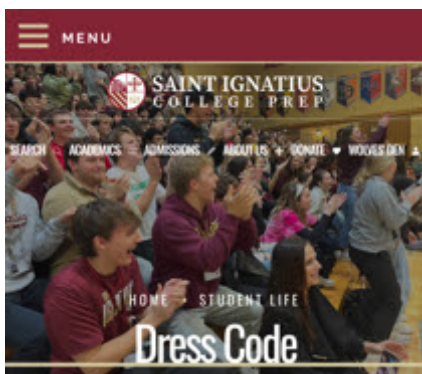 MENU
SAINT IGNATIUS
COLLEGE PREP
SEARCH ACADEMICS ADMISSIONS ABOUT US DONATE WOLVES' DEN
HOME • STUDENT LIFE
Dress Code